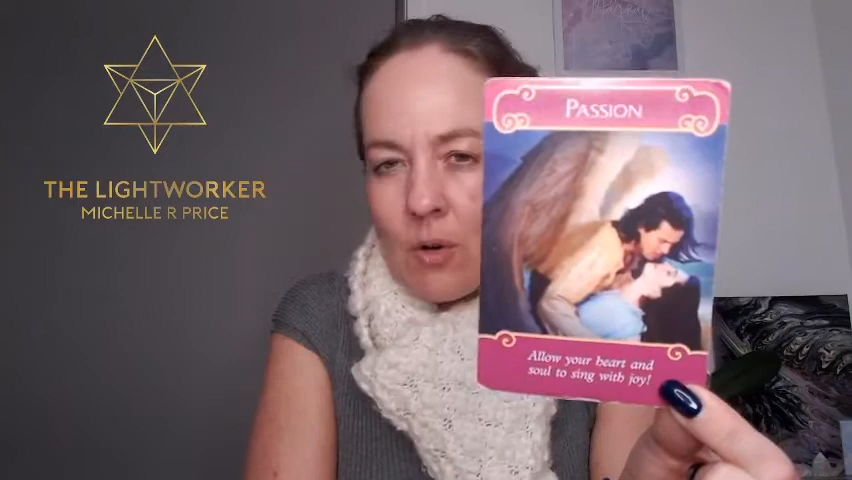 THE LIGHTWORKER
MICHELLE R PRICE
PASSION
Allow your heart and
soul to sing with joy!